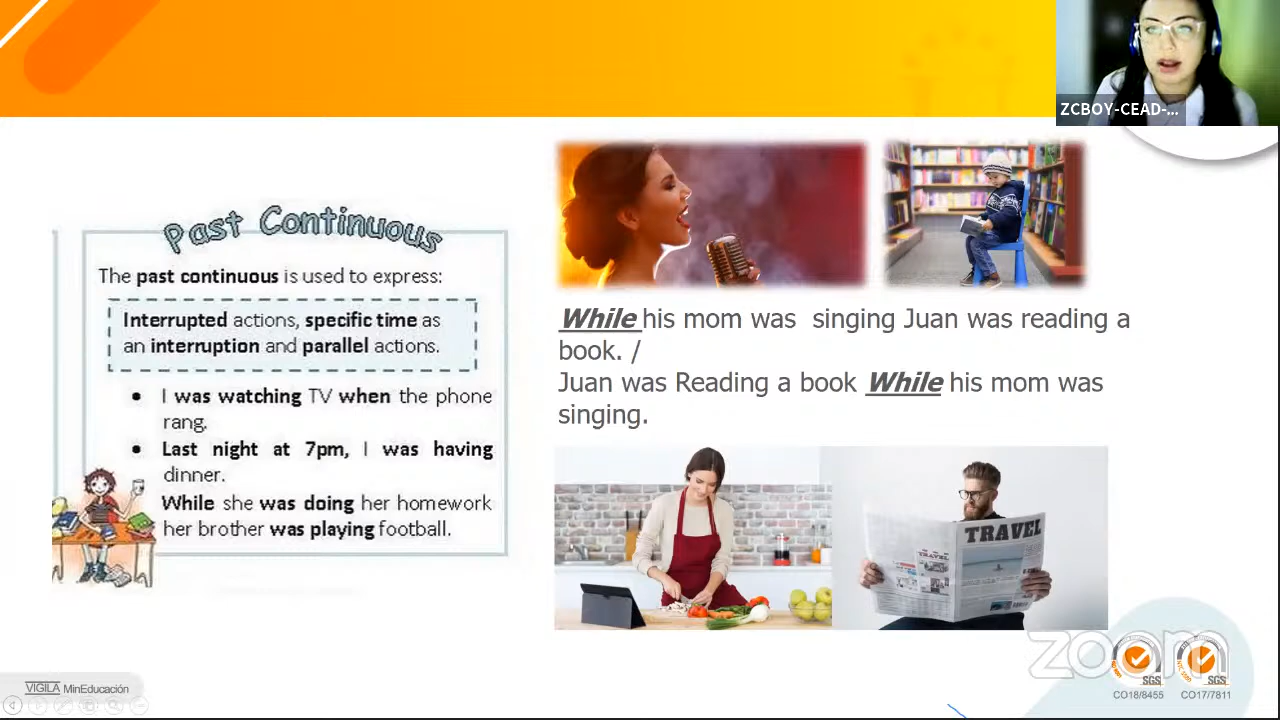 ZCBOY-CEAD-...
Past Continuous
The past continuous is used to express:
Interrupted actions, specific time as
an interruption and parallel actions.
• I was watching TV when the phone
rang.
• Last night at 7pm, I was having
dinner.
While she was doing her homework
her brother was playing football.
While his mom was singing Juan was reading a
book. /
Juan was Reading a book While his mom was
singing.
TRAVEL
TRAVEL
zoom
SGS
SGS
CO18/8455
CO17/7811
VIGILA MinEducación